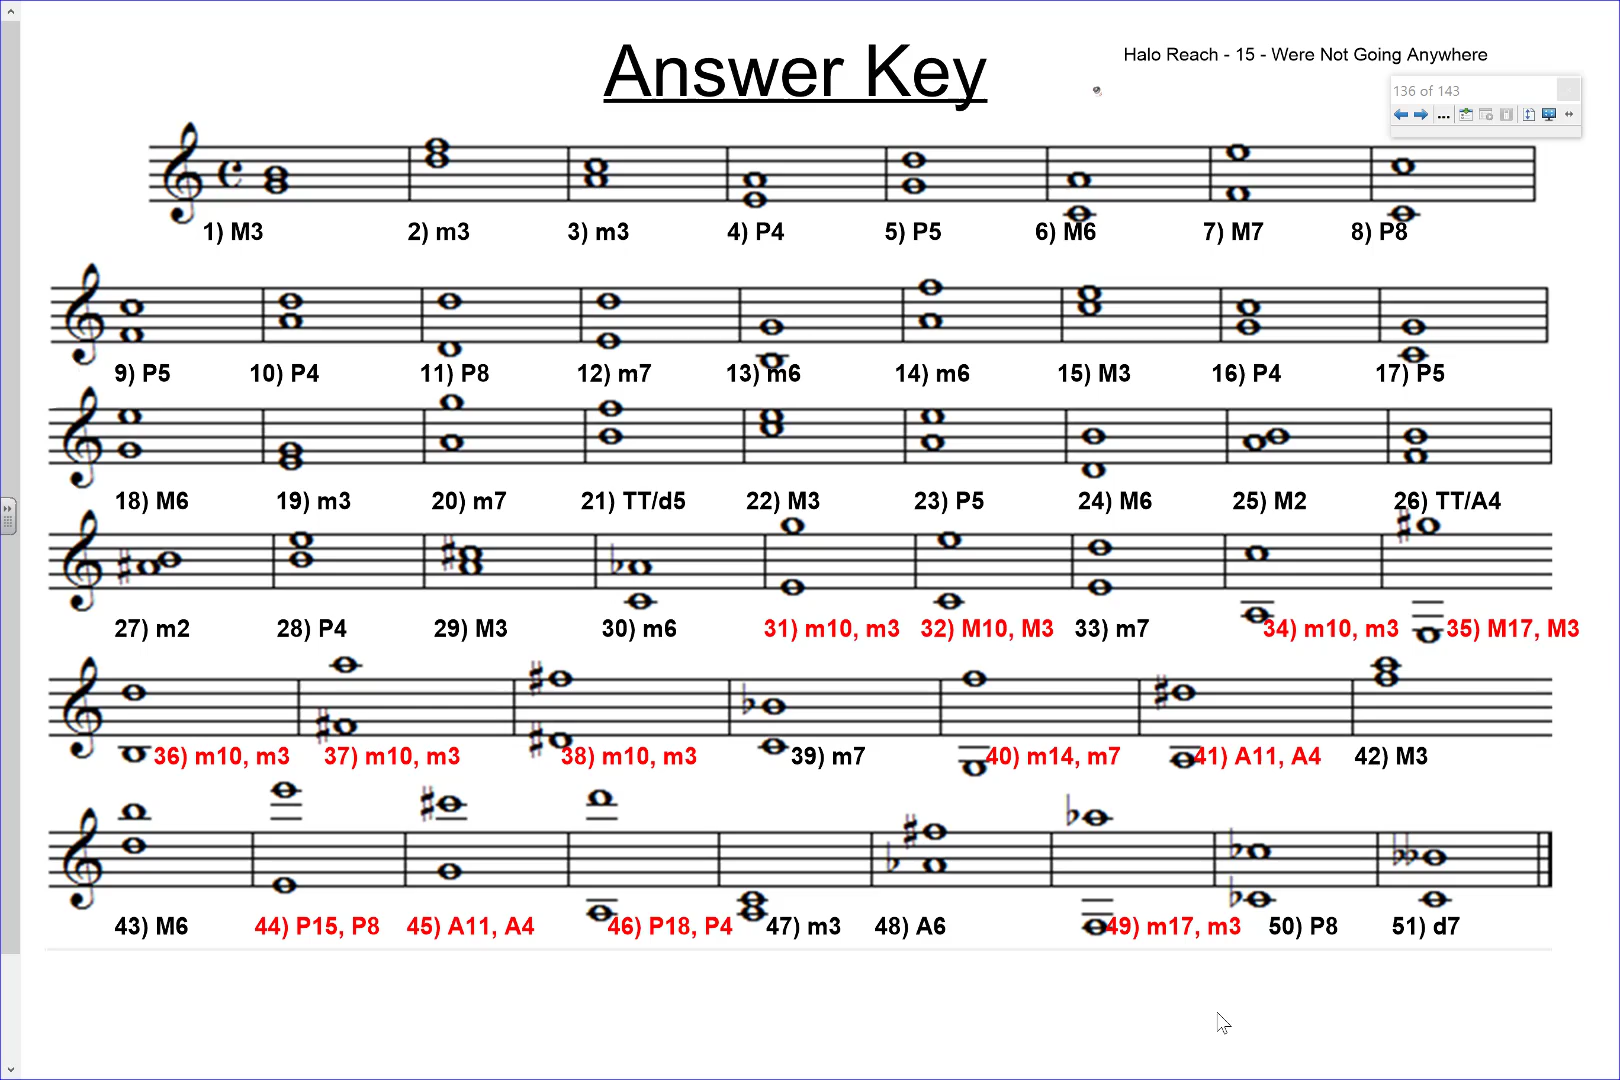 Halo Reach - 15 - Were Not Going Anywhere
Answer Key
136 of 143
1) M3 2) m3 3) m3 4) P4 5) P5 6) M6 7) M7 8) P8
9) P5 10) P4 11) P8 12) m7 13) m6 14) m6 15) M3 16) P4 17) P5
18) M6 19) m3 20) m7 21) TT/d5 22) M3 23) P5 24) M6 25) M2 26) TT/A4
27) m2 28) P4 29) M3 30) m6 31) m10, m3 32) M10, M3 33) m7 34) m10, m3 35) M17, M3
36) m10, m3 37) m10, m3 38) m10, m3 39) m7 40) m14, m7 41) A11, A4 42) M3
43) M6 44) P15, P8 45) A11, A4 46) P18, P4 47) m3 48) A6 49) m17, m3 50) P8 51) d7